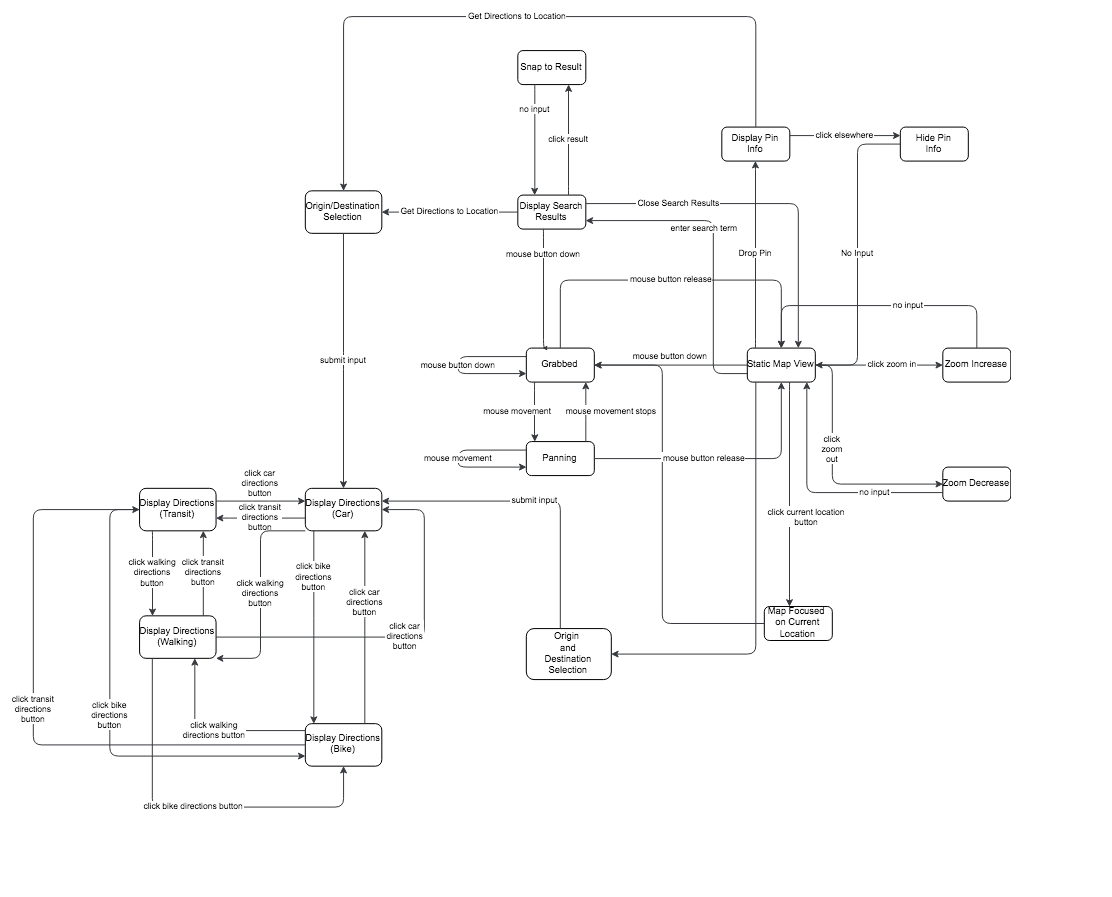 Get Directions to Location
Snap to Result
no input
click result
Display Pin
Info
click elsewhere
Hide Pin
Info
Origin/Destination
Selection
Get Directions to Location
Display Search
Results
Close Search Results
enter search term
mouse button down
Drop Pin
No Input
mouse button release
no input
submit input
mouse button down
Grabbed
mouse button down
Static Map View
click zoom in
Zoom Increase
mouse movement
mouse movement stops
click
zoom
out
mouse movement
Panning
mouse button release
Zoom Decrease
no input
click car
directions
button
Display Directions
(Transit)
click transit
directions
button
Display Directions
(Car)
submit input
click current location
button
click walking
directions
button
click transit
directions
button
click walking
directions
button
click bike
directions
button
click car
directions
button
Display Directions
(Walking)
click car
directions
button
Origin
and
Destination
Selection
Map Focused
on Current
Location
click transit
directions
button
click bike
directions
button
click walking
directions button
Display Directions
(Bike)
click bike directions button